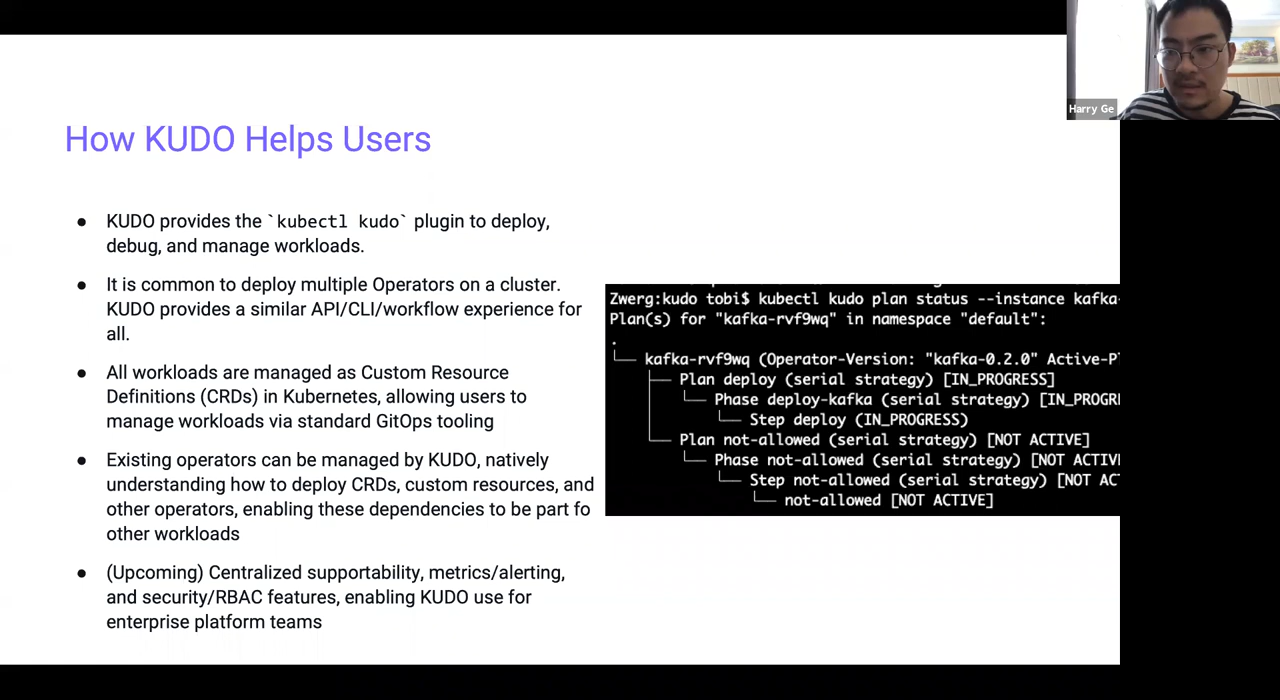 Harry Ge
How KUDO Helps Users
● KUDO provides the `kubectl kudo` plugin to deploy,
debug, and manage workloads.
● It is common to deploy multiple Operators on a cluster.
KUDO provides a similar API/CLI/workflow experience for
all.
● All workloads are managed as Custom Resource
Definitions (CRDs) in Kubernetes, allowing users to
manage workloads via standard GitOps tooling
● Existing operators can be managed by KUDO, natively
understanding how to deploy CRDs, custom resources, and
other operators, enabling these dependencies to be part fo
other workloads
● (Upcoming) Centralized supportability, metrics/alerting,
and security/RBAC features, enabling KUDO use for
enterprise platform teams
Zwerg:kudo tobi$ kubectl kudo plan status --instance kafka-
Plan(s) for "kafka-rvf9wq" in namespace "default":
.
└── kafka-rvf9wq (Operator-Version: "kafka-0.2.0" Active-Pl
├── Plan deploy (serial strategy) [IN_PROGRESS]
│ └── Phase deploy-kafka (serial strategy) [IN_PROGR
│ └── Step deploy (IN_PROGRESS)
└── Plan not-allowed (serial strategy) [NOT ACTIVE]
└── Phase not-allowed (serial strategy) [NOT ACTIV
└── Step not-allowed (serial strategy) [NOT AC
└── not-allowed [NOT ACTIVE]